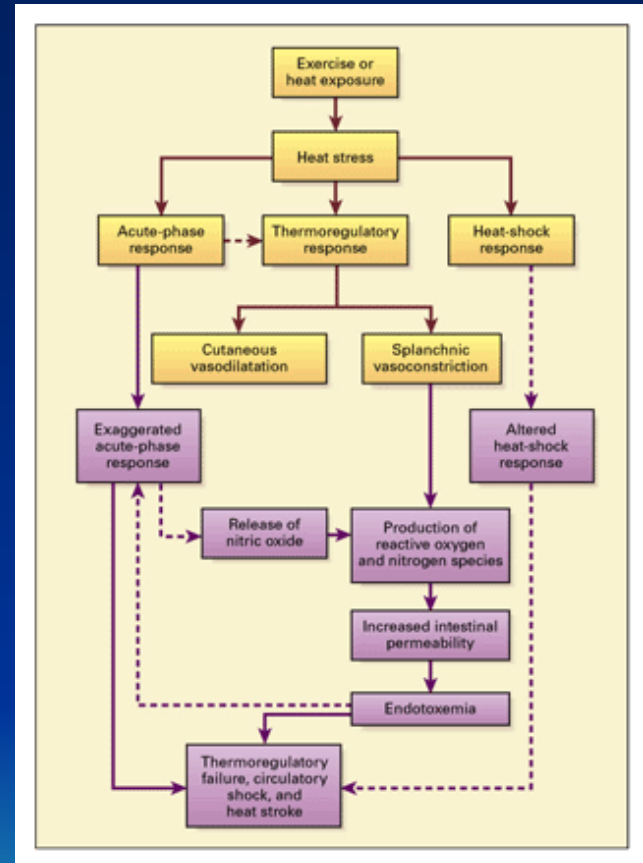 Exercise or
heat exposure
Heat stress
Acute-phase
response
Thermoregulatory
response
Heat-shock
response
Cutaneous
vasodilatation
Splanchnic
vasoconstriction
Exaggerated
acute-phase
response
Altered
heat-shock
response
Release of
nitric oxide
Production of
reactive oxygen
and nitrogen species
Increased intestinal
permeability
Endotoxemia
Thermoregulatory
failure, circulatory
shock, and
heat stroke